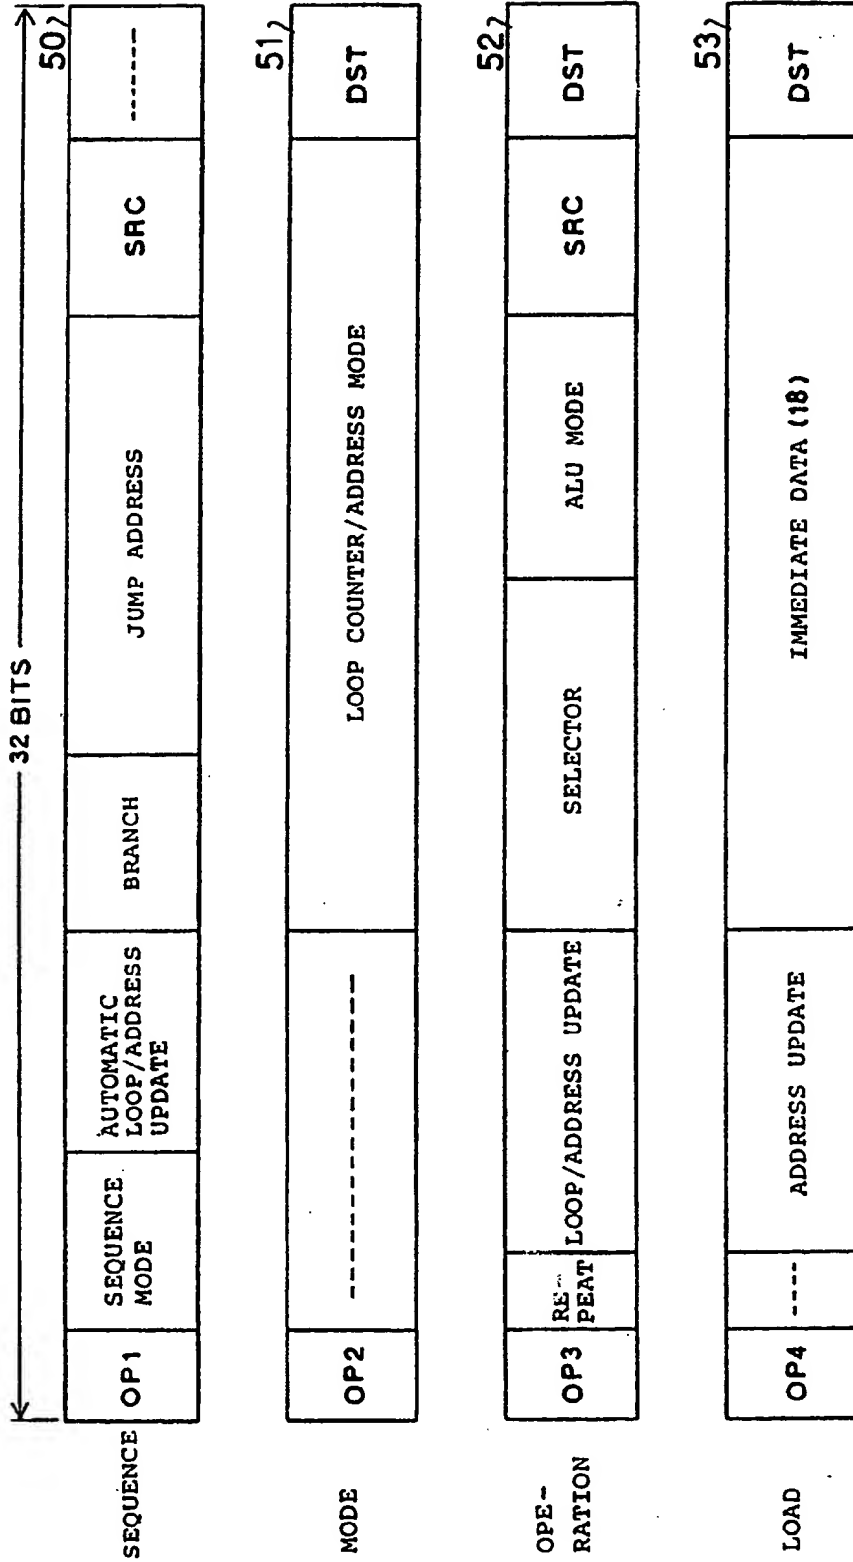 32 BITS
50
SEQUENCE
OP1
SEQUENCE
MODE
AUTOMATIC
LOOP/ADDRESS
UPDATE
BRANCH
JUMP ADDRESS
SRC
-------
51
MODE
OP2
--------------
LOOP COUNTER/ADDRESS MODE
DST
52
OPE-
RATION
OP3
RE-
PEAT
LOOP/ADDRESS UPDATE
SELECTOR
ALU MODE
SRC
DST
53
LOAD
OP4
----
ADDRESS UPDATE
IMMEDIATE DATA (18)
DST